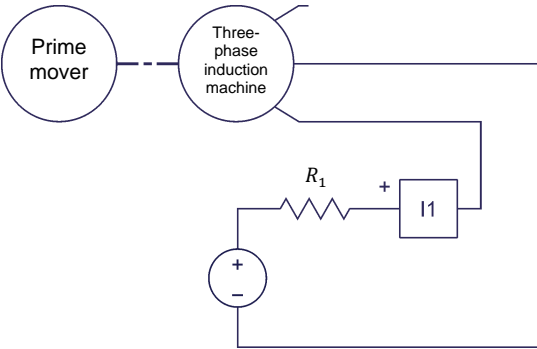 Prime
mover
Three-
phase
induction
machine
R₁
+
I1
+
−